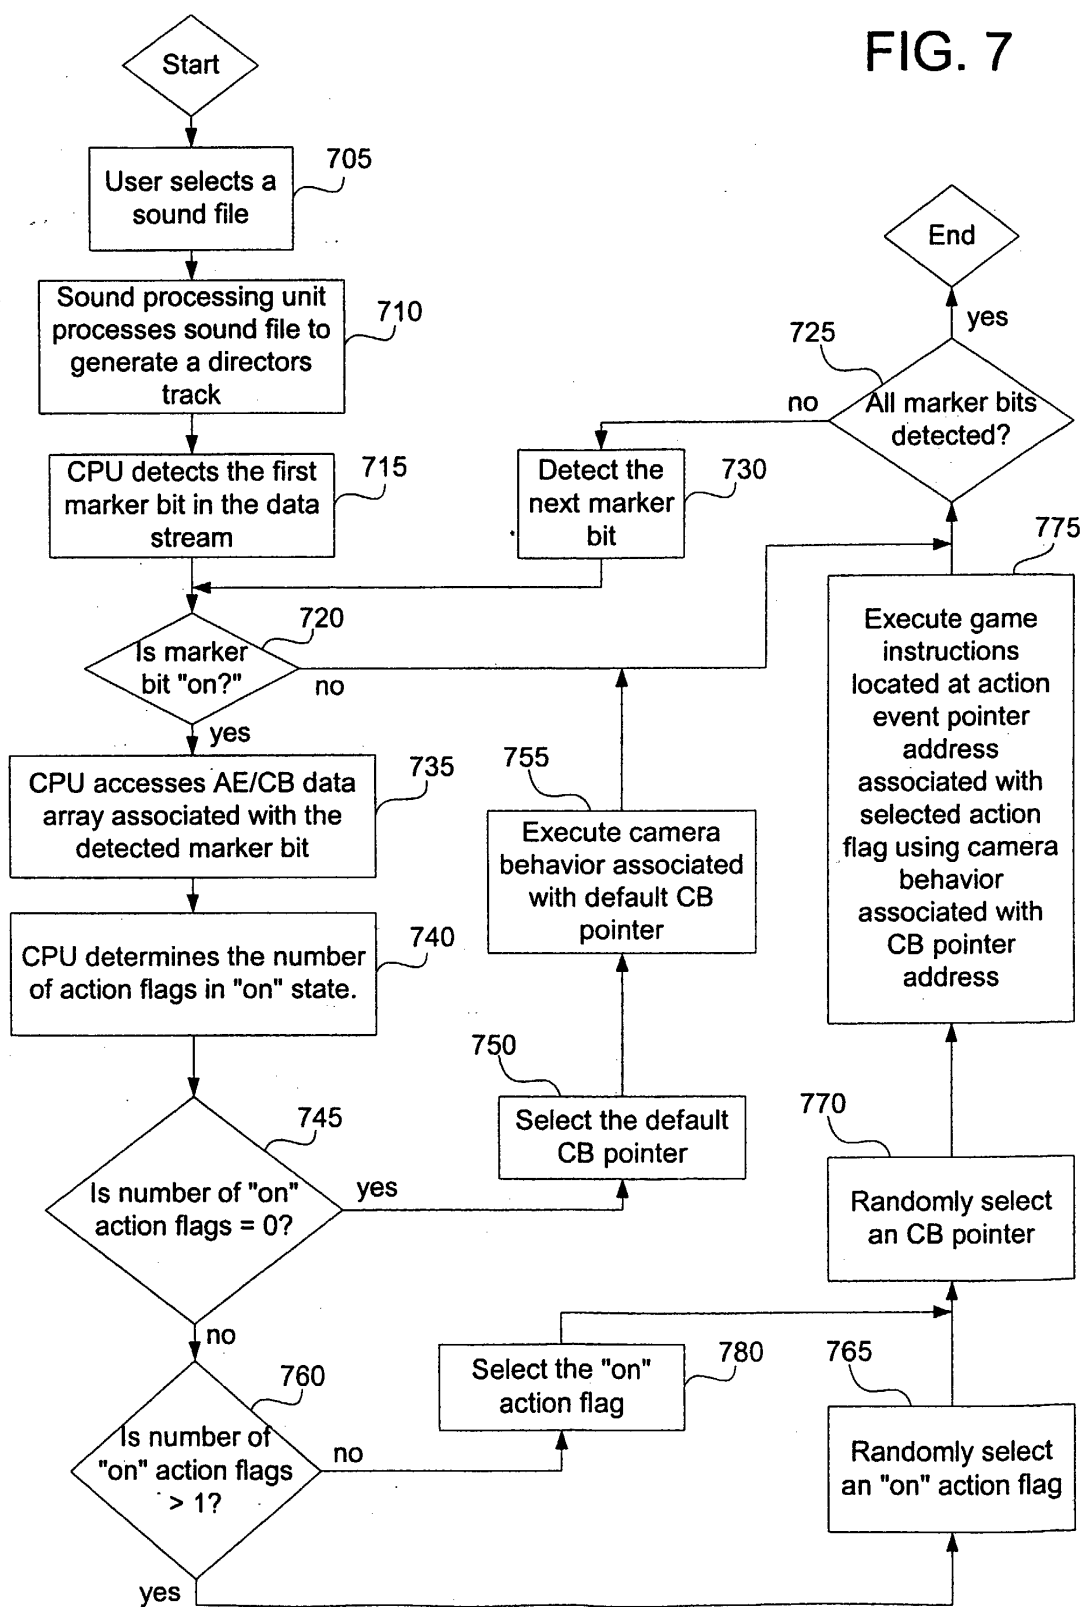 FIG. 7
Start
705
User selects a
sound file
710
Sound processing unit
processes sound file to
generate a directors
track
715
CPU detects the first
marker bit in the data
stream
720
Is marker
bit "on?"
no
yes
735
CPU accesses AE/CB data
array associated with the
detected marker bit
740
CPU determines the number
of action flags in "on" state.
745
Is number of "on"
action flags = 0?
yes
no
750
Select the default
CB pointer
755
Execute camera
behavior associated
with default CB
pointer
760
Is number of
"on" action flags
> 1?
no
yes
780
Select the "on"
action flag
765
Randomly select
an "on" action flag
770
Randomly select
an CB pointer
775
Execute game
instructions
located at action
event pointer
address
associated with
selected action
flag using camera
behavior
associated with
CB pointer
address
725
All marker bits
detected?
no
yes
730
Detect the
next marker
bit
End